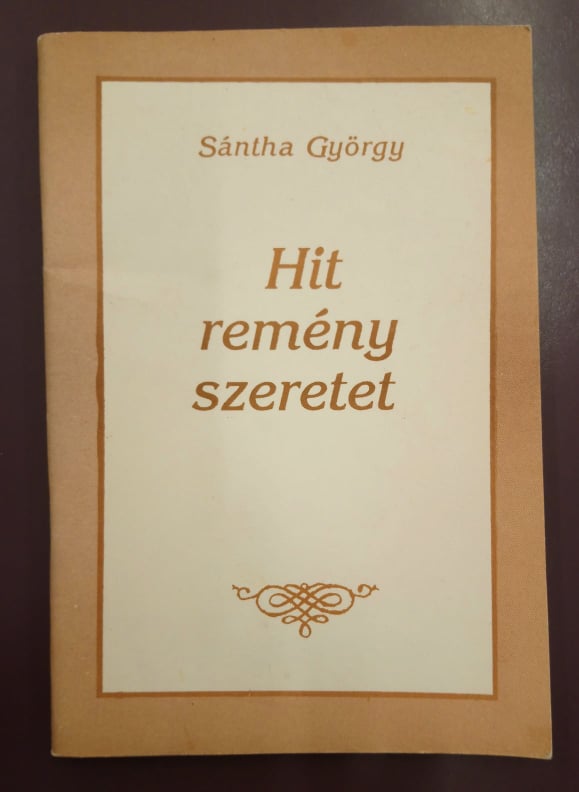 Sántha György
Hit
remény
szeretet